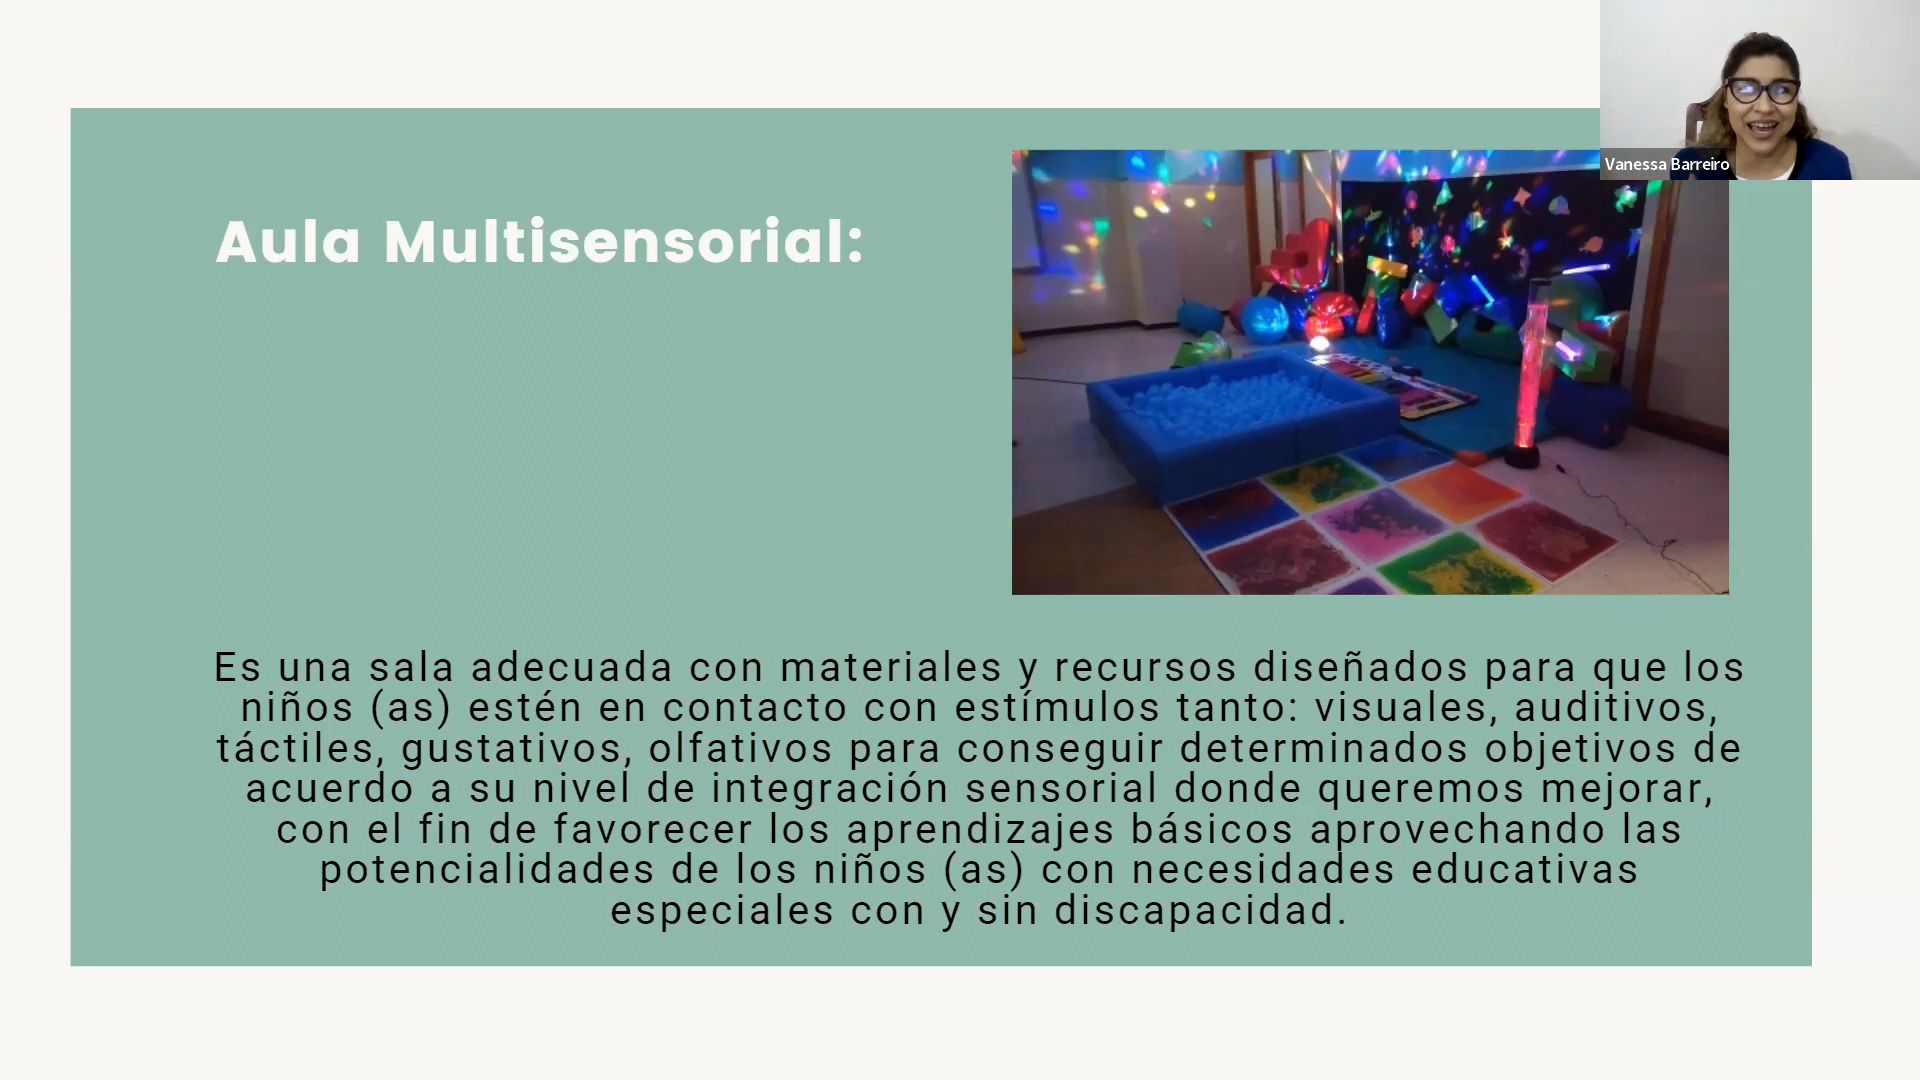 Vanessa Barreiro
Aula Multisensorial:
Es una sala adecuada con materiales y recursos diseñados para que los
niños (as) estén en contacto con estímulos tanto: visuales, auditivos,
táctiles, gustativos, olfativos para conseguir determinados objetivos de
acuerdo a su nivel de integración sensorial donde queremos mejorar,
con el fin de favorecer los aprendizajes básicos aprovechando las
potencialidades de los niños (as) con necesidades educativas
especiales con y sin discapacidad.